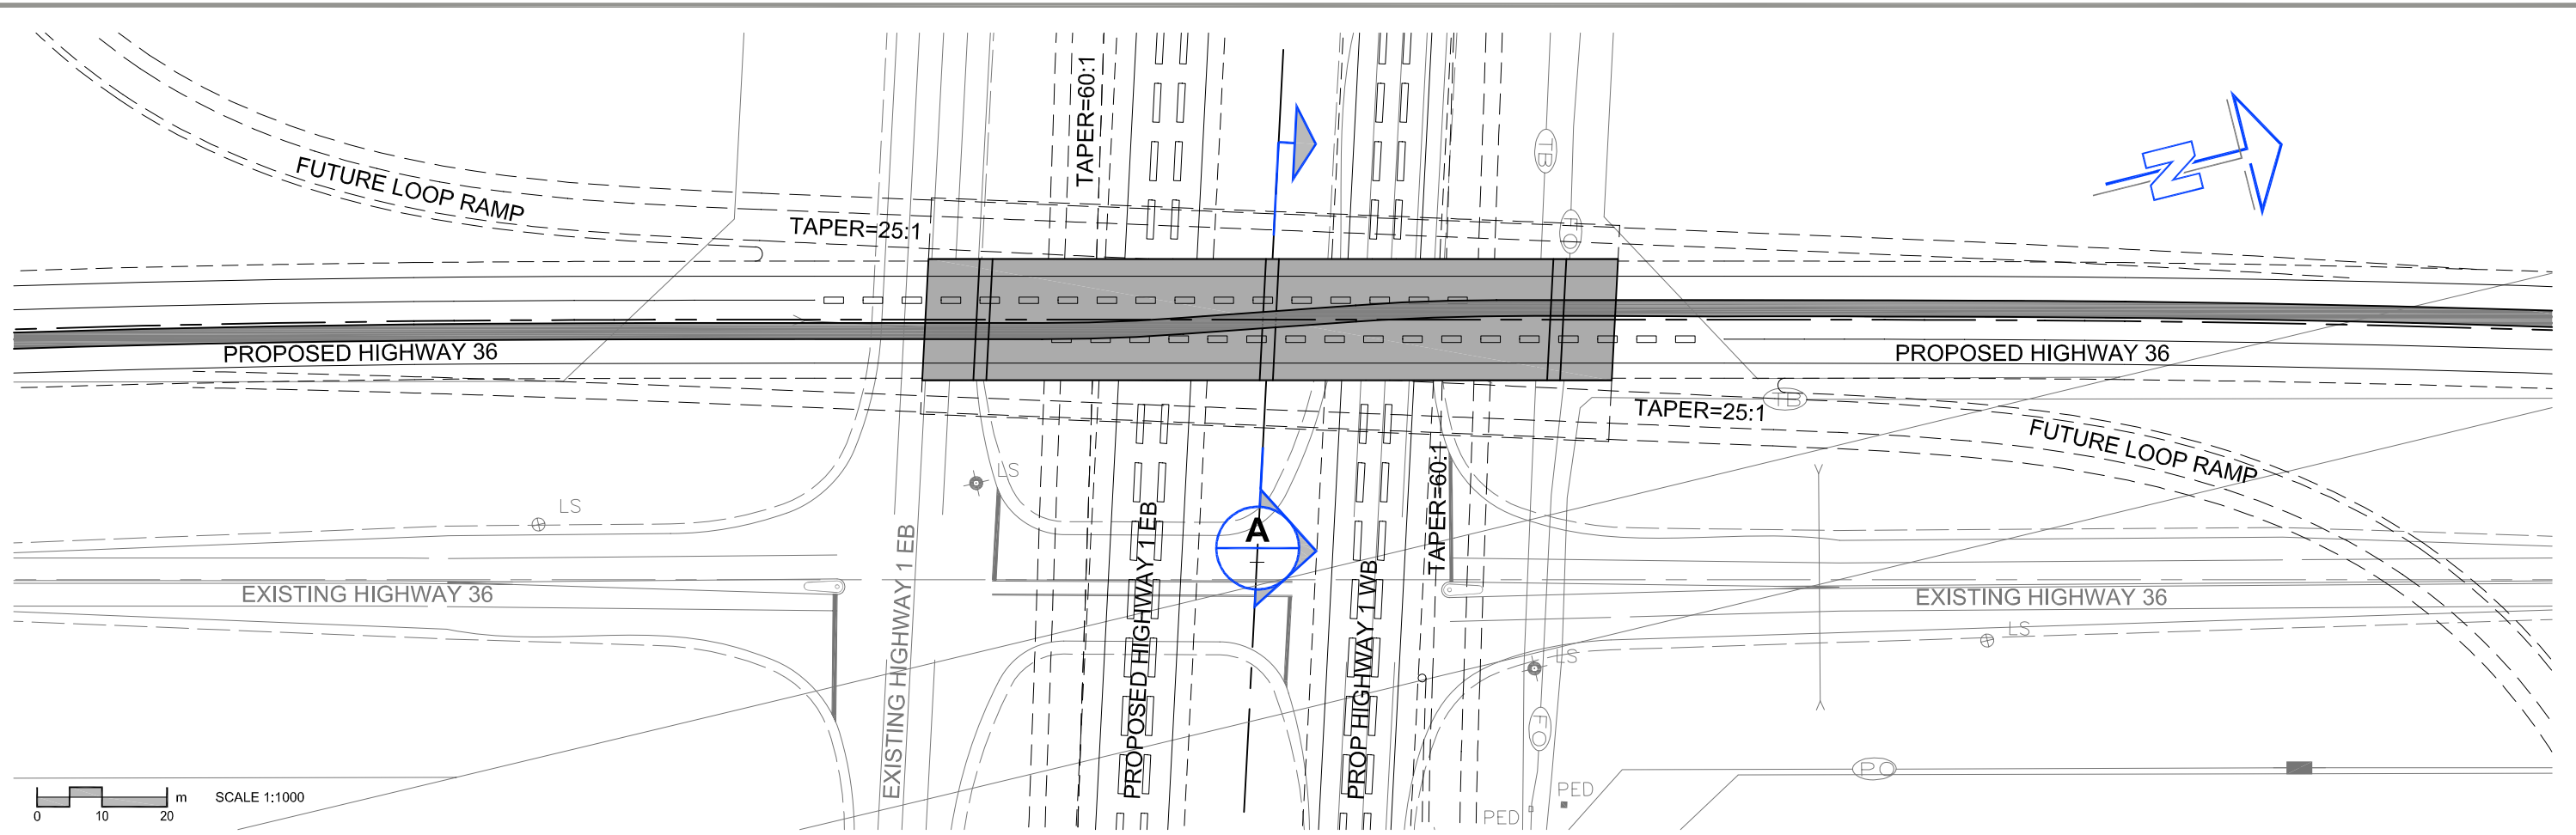 TAPER=60:1
TB
N
FUTURE LOOP RAMP
TAPER=25:1
FO
PROPOSED HIGHWAY 36
PROPOSED HIGHWAY 36
TB
TAPER=25:1
FUTURE LOOP RAMP
LS
LS
TAPER=60:1
A
EXISTING HIGHWAY 1 EB
PROPOSED HIGHWAY 1 EB
PROP HIGHWAY 1 WB
EXISTING HIGHWAY 36
EXISTING HIGHWAY 36
LS
LS
FO
PO
PED
PED
m
SCALE 1:1000
0 10 20